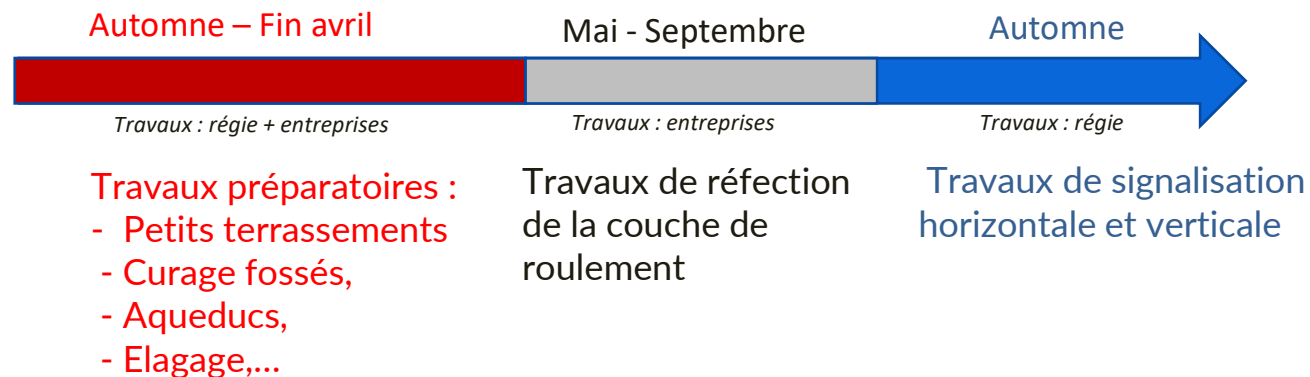 Automne – Fin avril
Mai - Septembre
Automne
Travaux : régie + entreprises
Travaux : entreprises
Travaux : régie
Travaux préparatoires :
- Petits terrassements
- Curage fossés,
- Aqueducs,
- Elagage,...
Travaux de réfection
de la couche de
roulement
Travaux de signalisation
horizontale et verticale